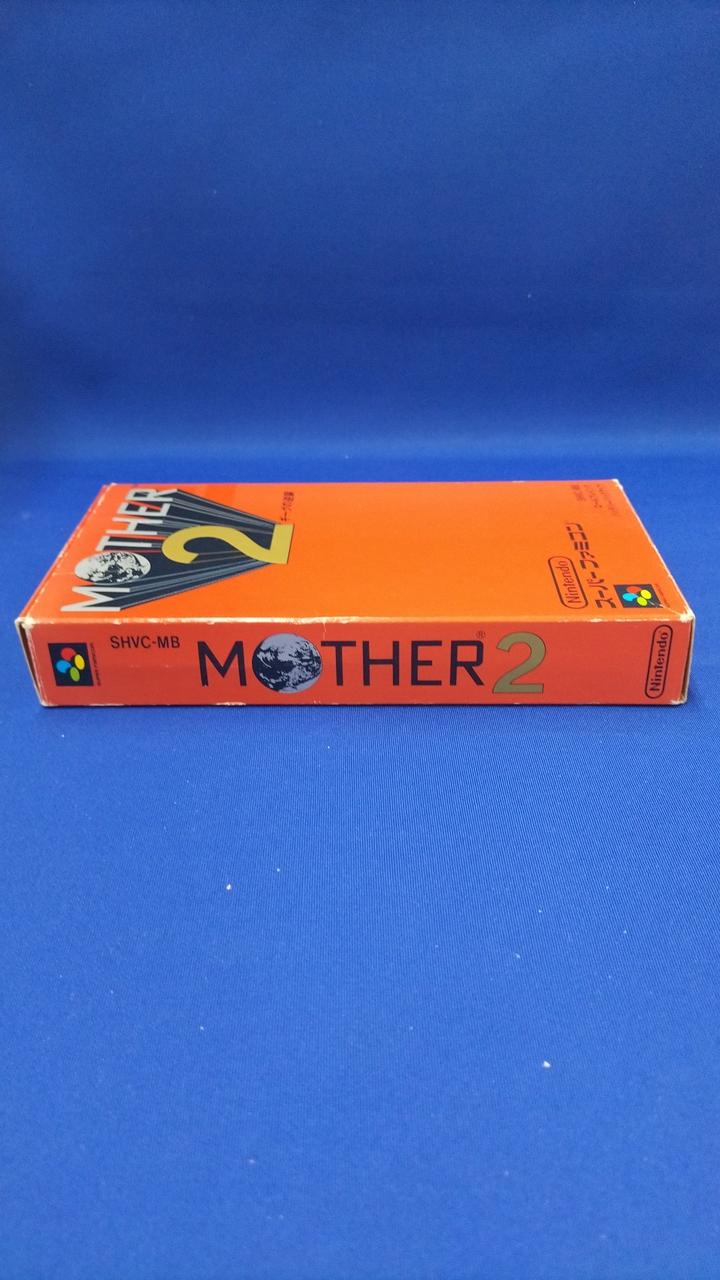 MOTHER
2
ギーグの逆襲
Nintendo
スーパーファミコン
SHVC-MB
MOTHER®2
Nintendo